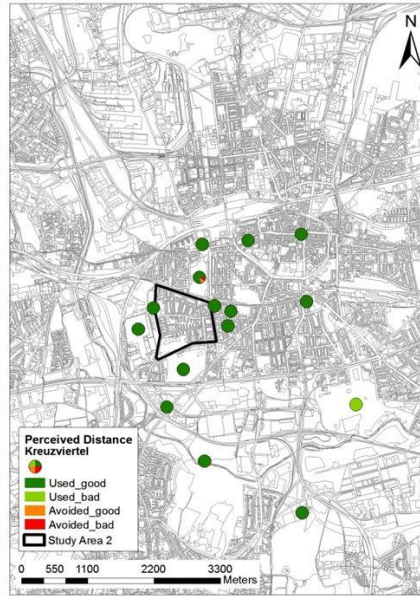 N
Perceived Distance
Kreuzviertel
Used_good
Used_bad
Avoided_good
Avoided_bad
Study Area 2
0 550 1100 2200 3300
Meters